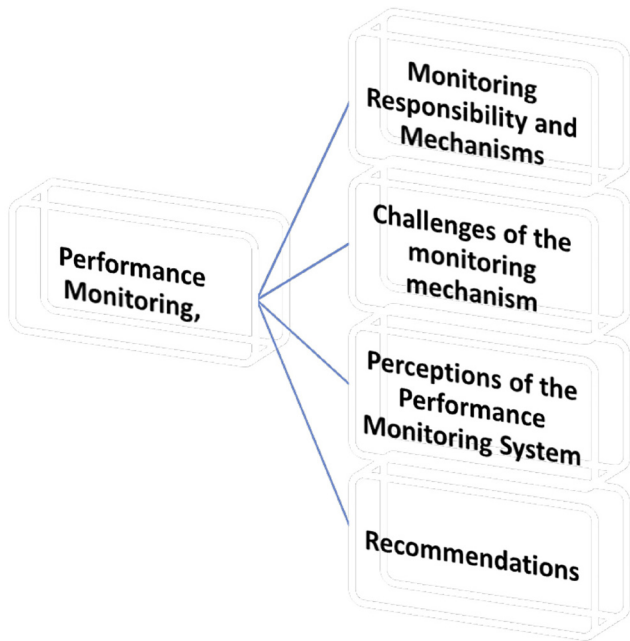 Performance
Monitoring,
Monitoring
Responsibility and
Mechanisms
Challenges of the
monitoring
mechanism
Perceptions of the
Performance
Monitoring System
Recommendations